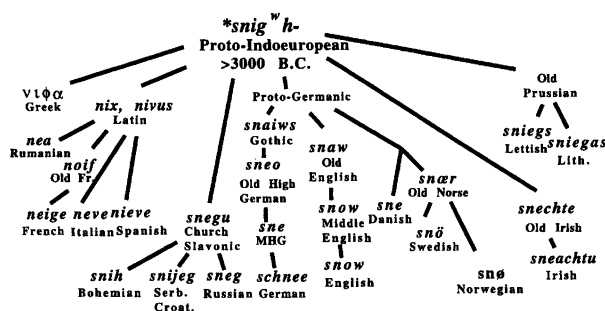 *snigʷh-
Proto-Indoeuropean
>3000 B.C.
νιφα
Greek
nix, nivus
Latin
nea
Rumanian
noif
Old Fr.
neige
French
neve
Italian
nieve
Spanish
snegu
Church
Slavonic
snih
Bohemian
snijeg
Serb.
Croat.
sneg
Russian
Proto-Germanic
snaiws
Gothic
sneo
Old High
German
sne
MHG
schnee
German
snaw
Old
English
snow
Middle
English
snow
English
sne
Danish
snær
Old Norse
snö
Swedish
snø
Norwegian
snechte
Old Irish
sneachtu
Irish
Old
Prussian
sniegs
Lettish
sniegas
Lith.